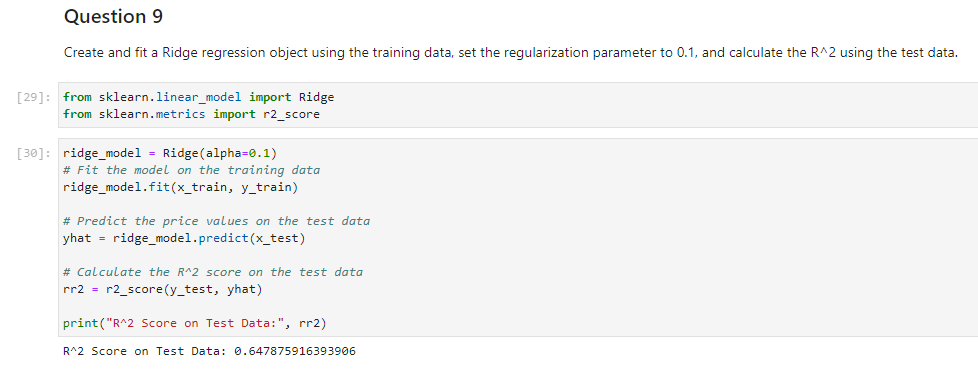 Question 9
Create and fit a Ridge regression object using the training data, set the regularization parameter to 0.1, and calculate the R^2 using the test data.
[29]: from sklearn.linear_model import Ridge
from sklearn.metrics import r2_score
[30]: ridge_model = Ridge(alpha=0.1)
# Fit the model on the training data
ridge_model.fit(x_train, y_train)
# Predict the price values on the test data
yhat = ridge_model.predict(x_test)
# Calculate the R^2 score on the test data
rr2 = r2_score(y_test, yhat)
print("R^2 Score on Test Data:", rr2)
R^2 Score on Test Data: 0.647875916393906